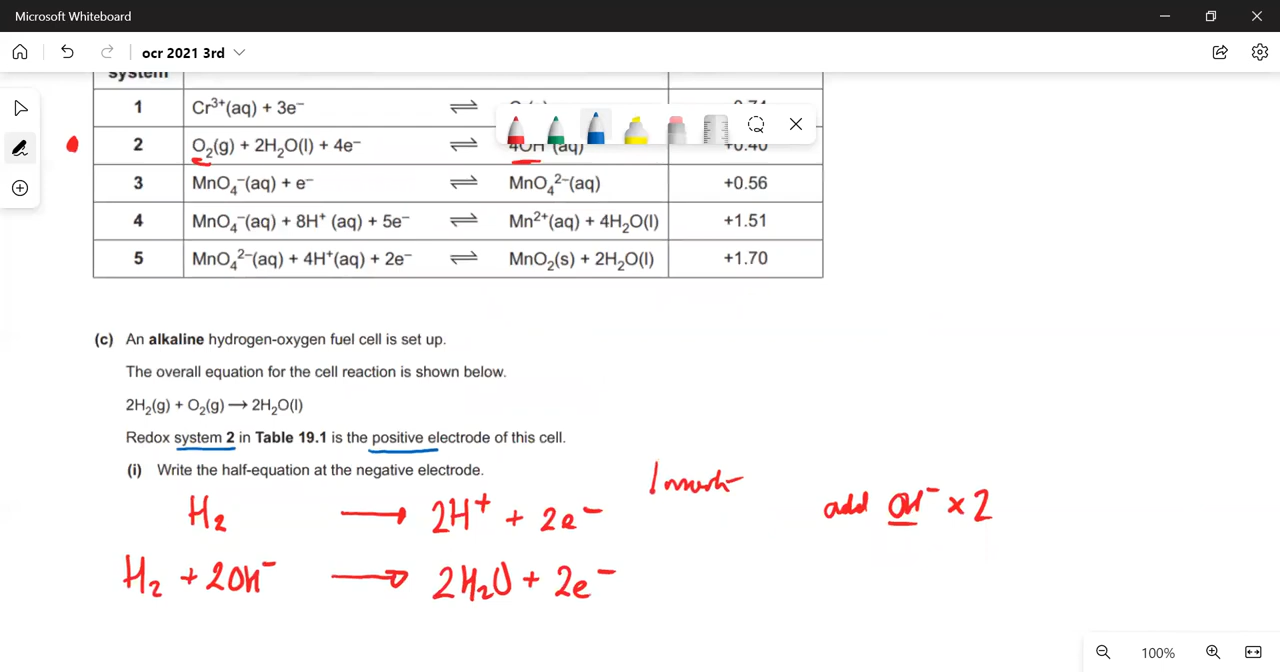 Microsoft Whiteboard
ocr 2021 3rd
system
1 Cr³⁺(aq) + 3e⁻ ⇌
2 O₂(g) + 2H₂O(l) + 4e⁻ ⇌ 4OH⁻(aq) +0.40
3 MnO₄⁻(aq) + e⁻ ⇌ MnO₄²⁻(aq) +0.56
4 MnO₄⁻(aq) + 8H⁺ (aq) + 5e⁻ ⇌ Mn²⁺(aq) + 4H₂O(l) +1.51
5 MnO₄²⁻(aq) + 4H⁺(aq) + 2e⁻ ⇌ MnO₂(s) + 2H₂O(l) +1.70
(c) An alkaline hydrogen-oxygen fuel cell is set up.
The overall equation for the cell reaction is shown below.
2H₂(g) + O₂(g) → 2H₂O(l)
Redox system 2 in Table 19.1 is the positive electrode of this cell.
(i) Write the half-equation at the negative electrode.
1 mark
H₂ → 2H⁺ + 2e⁻
add OH⁻ × 2
H₂ + 2OH⁻ → 2H₂O + 2e⁻
100%